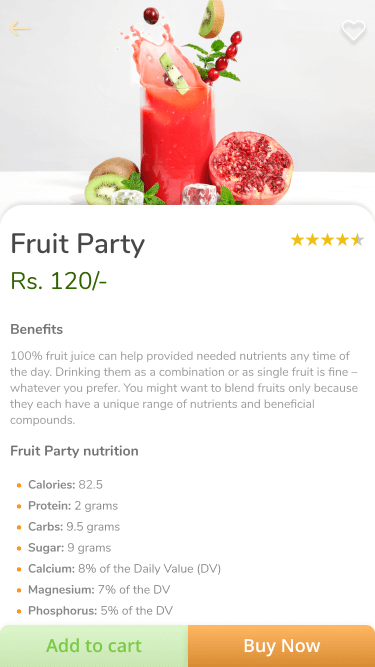 Fruit Party
Rs. 120/-
Benefits
100% fruit juice can help provided needed nutrients any time of
the day. Drinking them as a combination or as single fruit is fine –
whatever you prefer. You might want to blend fruits only because
they each have a unique range of nutrients and beneficial
compounds.
Fruit Party nutrition
• Calories: 82.5
• Protein: 2 grams
• Carbs: 9.5 grams
• Sugar: 9 grams
• Calcium: 8% of the Daily Value (DV)
• Magnesium: 7% of the DV
• Phosphorus: 5% of the DV
Add to cart
Buy Now